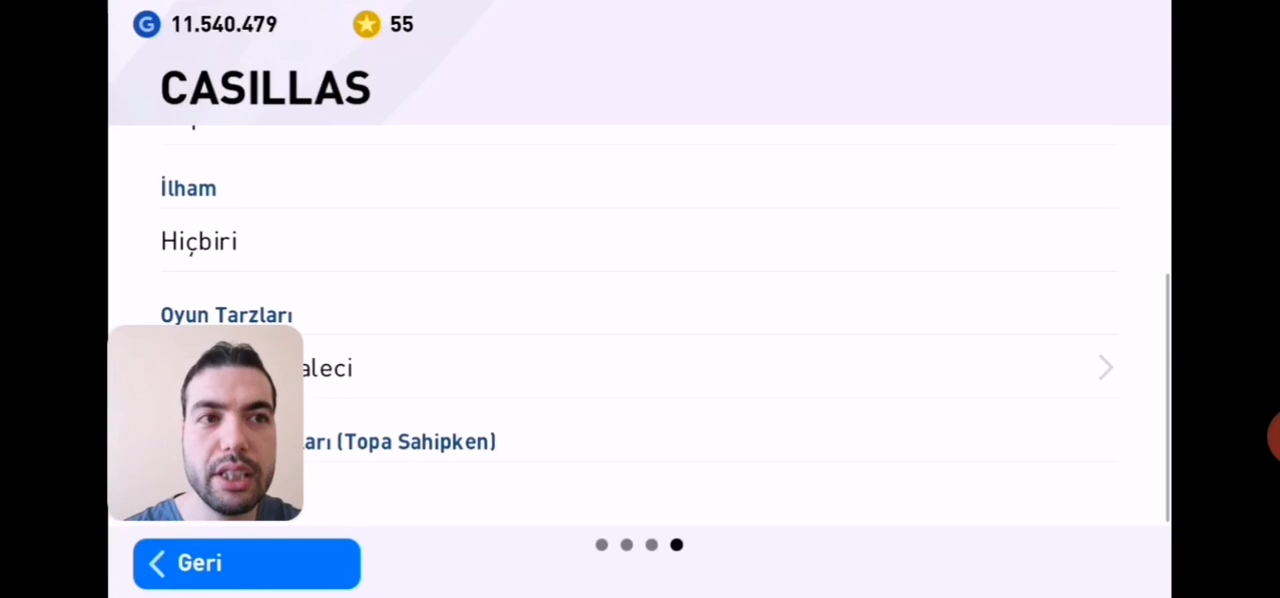 G 11.540.479 55
CASILLAS
İlham
Hiçbiri
Oyun Tarzları
aleci
arı (Topa Sahipken)
Geri